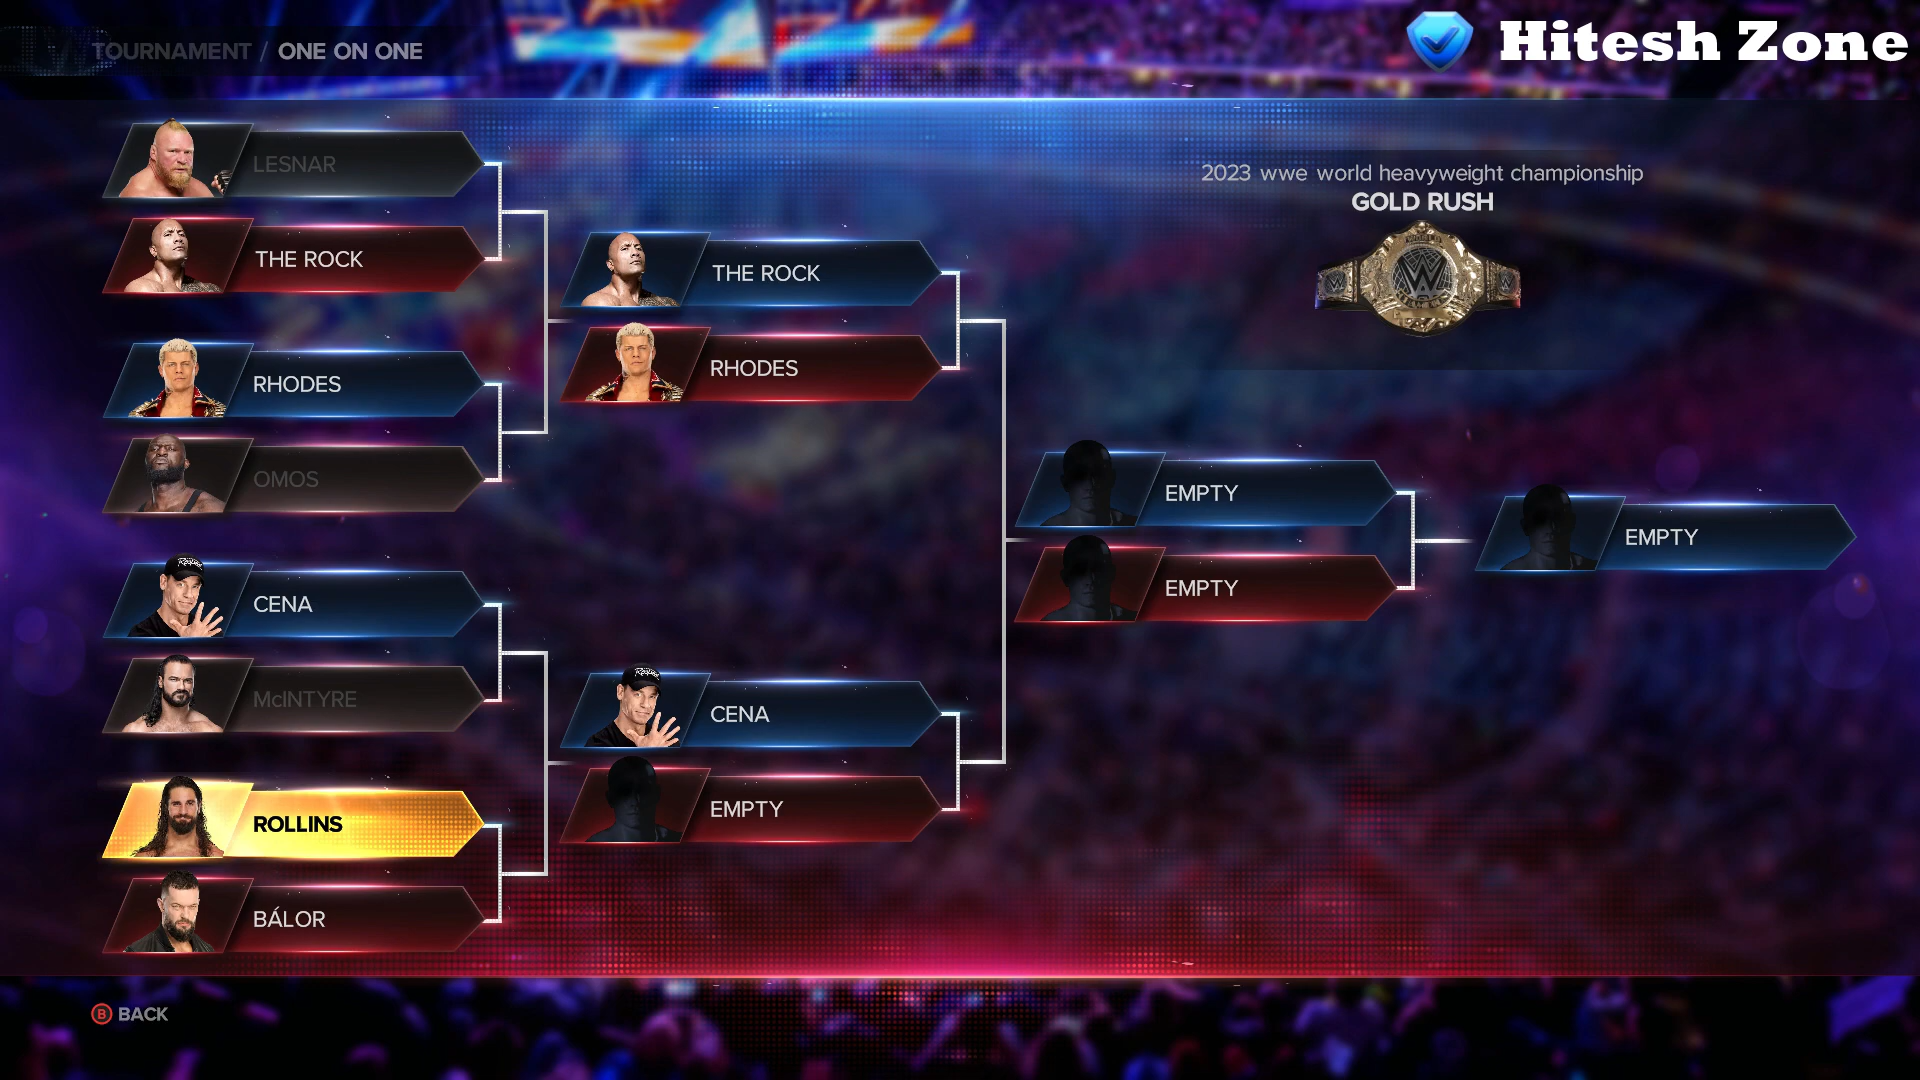 TOURNAMENT / ONE ON ONE
Hitesh Zone
2023 wwe world heavyweight championship
GOLD RUSH
LESNAR
THE ROCK
RHODES
OMOS
CENA
McINTYRE
ROLLINS
BÁLOR
THE ROCK
RHODES
CENA
EMPTY
EMPTY
EMPTY
EMPTY
B BACK